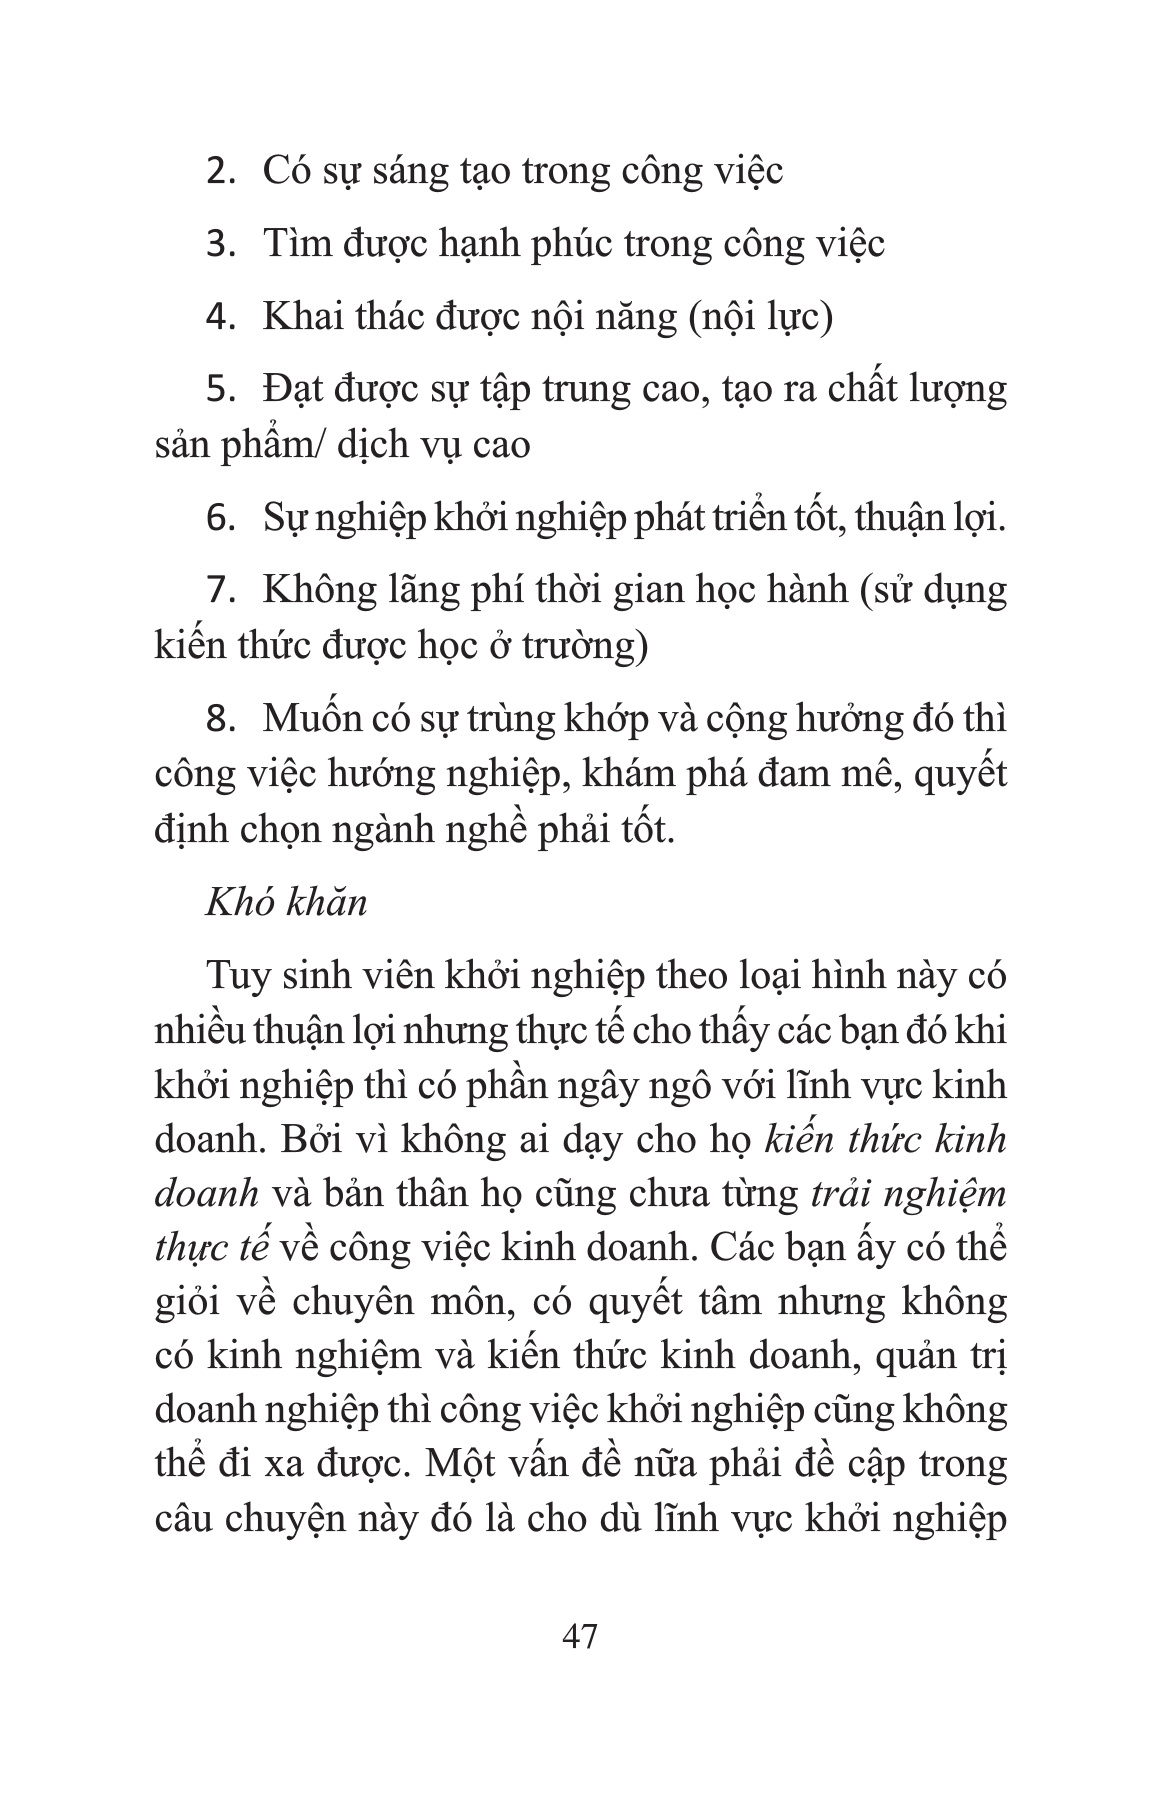 2. Có sự sáng tạo trong công việc
3. Tìm được hạnh phúc trong công việc
4. Khai thác được nội năng (nội lực)
5. Đạt được sự tập trung cao, tạo ra chất lượng
sản phẩm/ dịch vụ cao
6. Sự nghiệp khởi nghiệp phát triển tốt, thuận lợi.
7. Không lãng phí thời gian học hành (sử dụng
kiến thức được học ở trường)
8. Muốn có sự trùng khớp và cộng hưởng đó thì
công việc hướng nghiệp, khám phá đam mê, quyết
định chọn ngành nghề phải tốt.
Khó khăn
Tuy sinh viên khởi nghiệp theo loại hình này có
nhiều thuận lợi nhưng thực tế cho thấy các bạn đó khi
khởi nghiệp thì có phần ngây ngô với lĩnh vực kinh
doanh. Bởi vì không ai dạy cho họ kiến thức kinh
doanh và bản thân họ cũng chưa từng trải nghiệm
thực tế về công việc kinh doanh. Các bạn ấy có thể
giỏi về chuyên môn, có quyết tâm nhưng không
có kinh nghiệm và kiến thức kinh doanh, quản trị
doanh nghiệp thì công việc khởi nghiệp cũng không
thể đi xa được. Một vấn đề nữa phải đề cập trong
câu chuyện này đó là cho dù lĩnh vực khởi nghiệp
47